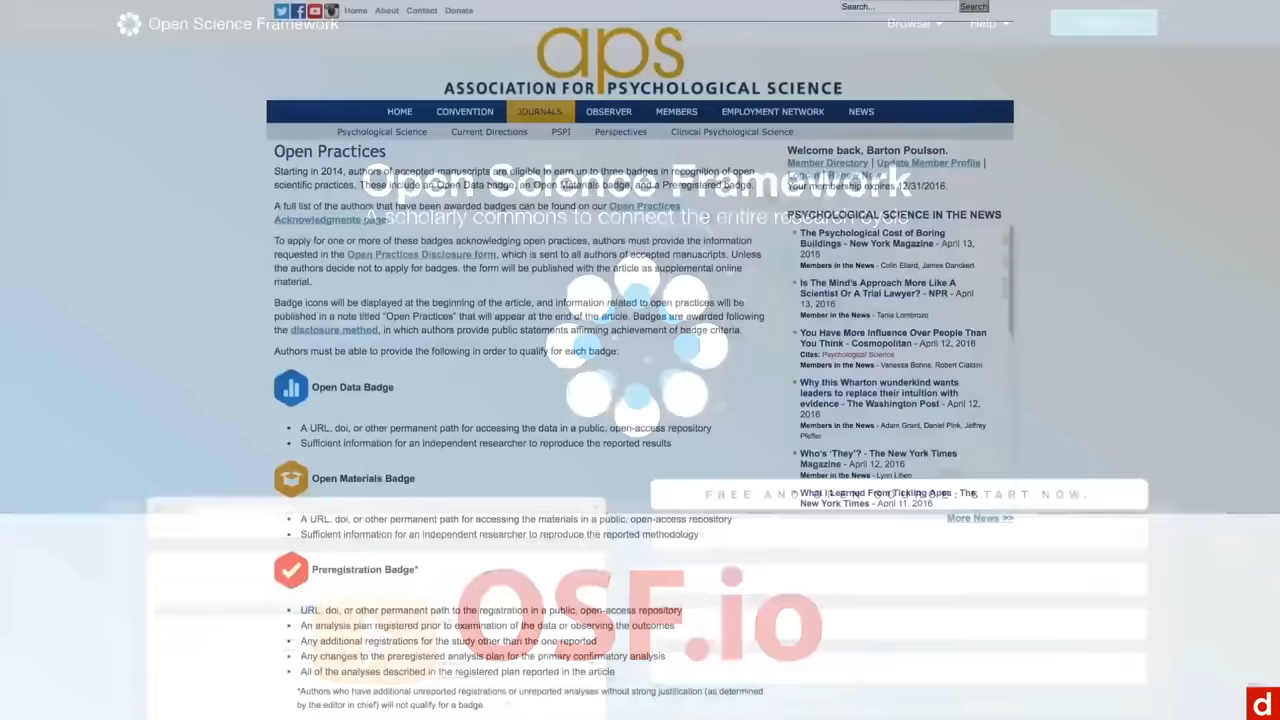 Home About Contact Donate
Search...
Search
Open Science Framework
Browse
Help
aps
ASSOCIATION FOR PSYCHOLOGICAL SCIENCE
HOME CONVENTION JOURNALS OBSERVER MEMBERS EMPLOYMENT NETWORK NEWS
Psychological Science Current Directions PSPI Perspectives Clinical Psychological Science
Open Practices
Starting in 2014, authors of accepted manuscripts are eligible to earn up to three badges in recognition of open
scientific practices. These include an Open Data badge, an Open Materials badge, and a Preregistered badge.
A full list of the authors that have been awarded badges can be found on our Open Practices
Acknowledgments page.
To apply for one or more of these badges acknowledging open practices, authors must provide the information
requested in the Open Practices Disclosure form, which is sent to all authors of accepted manuscripts. Unless
the authors decide not to apply for badges, the form will be published with the article as supplemental online
material.
Badge icons will be displayed at the beginning of the article, and information related to open practices will be
published in a note titled "Open Practices" that will appear at the end of the article. Badges are awarded following
the disclosure method, in which authors provide public statements affirming achievement of badge criteria.
Authors must be able to provide the following in order to qualify for each badge:
Open Data Badge
• A URL, doi, or other permanent path for accessing the data in a public, open-access repository
• Sufficient information for an independent researcher to reproduce the reported results
Open Materials Badge
• A URL, doi, or other permanent path for accessing the materials in a public, open-access repository
• Sufficient information for an independent researcher to reproduce the reported methodology
Preregistration Badge*
• URL, doi, or other permanent path to the registration in a public, open-access repository
• An analysis plan registered prior to examination of the data or observing the outcomes
• Any additional registrations for the study other than the one reported
• Any changes to the preregistered analysis plan for the primary confirmatory analysis
• All of the analyses described in the registered plan reported in the article
*Authors who have additional unreported registrations or unreported analyses without strong justification (as determined
by the editor in chief) will not qualify for a badge.
Welcome back, Barton Poulson.
Member Directory | Update Member Profile |
Your membership expires 12/31/2016.
PSYCHOLOGICAL SCIENCE IN THE NEWS
The Psychological Cost of Boring
Buildings - New York Magazine - April 13,
2016
Members in the News - Colin Ellard, James Danckert
Is The Mind's Approach More Like A
Scientist Or A Trial Lawyer? - NPR - April
13, 2016
Member in the News - Tania Lombrozo
You Have More Influence Over People Than
You Think - Cosmopolitan - April 12, 2016
Cites: Psychological Science
Members in the News - Vanessa Bohns, Robert Cialdini
Why this Wharton wunderkind wants
leaders to replace their intuition with
evidence - The Washington Post - April 12,
2016
Members in the News - Adam Grant, Daniel Pink, Jeffrey
Pfeffer
Who's 'They'? - The New York Times
Magazine - April 12, 2016
Member in the News - Lynn Liben
What I Learned From Tickling Apes - The
New York Times - April 11, 2016
More News >>
Open Science Framework
A scholarly commons to connect the entire research cycle
FREE AND OPEN SOURCE. START NOW.
OSF.io
d